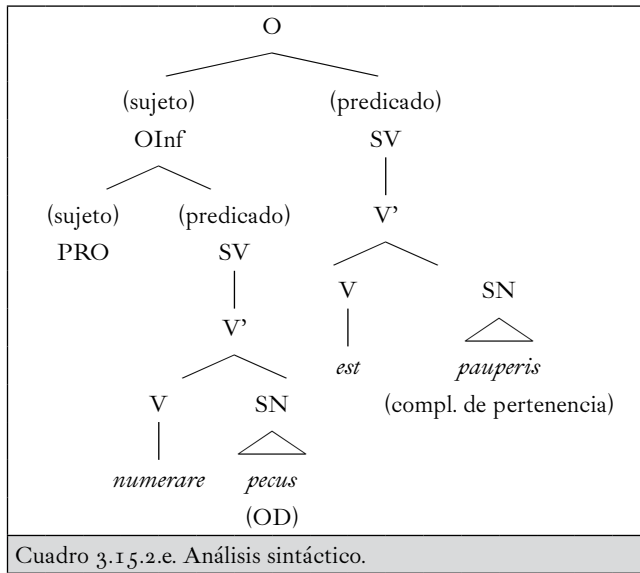 O
(sujeto) (predicado)
OInf SV
(sujeto) (predicado) V’
PRO SV
V SN
V’ est pauperis
V SN (compl. de pertenencia)
numerare pecus
(OD)
Cuadro 3.15.2.e. Análisis sintáctico.